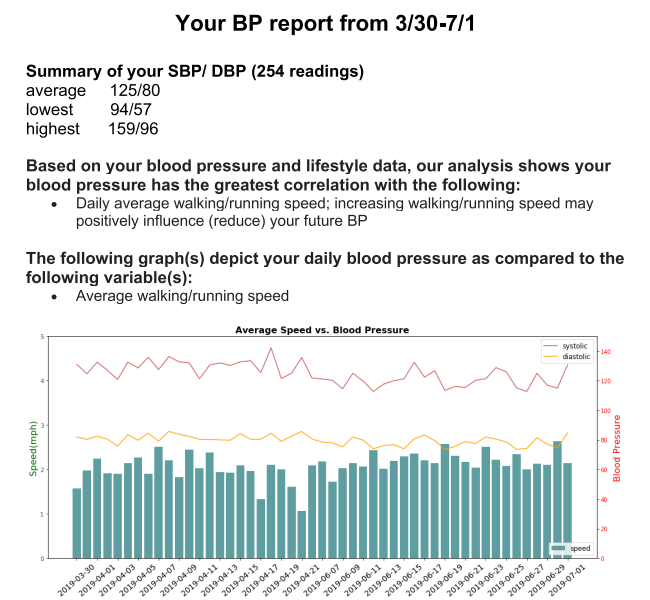 Your BP report from 3/30-7/1
Summary of your SBP/ DBP (254 readings)
average 125/80
lowest 94/57
highest 159/96
Based on your blood pressure and lifestyle data, our analysis shows your
blood pressure has the greatest correlation with the following:
• Daily average walking/running speed; increasing walking/running speed may
positively influence (reduce) your future BP
The following graph(s) depict your daily blood pressure as compared to the
following variable(s):
• Average walking/running speed
Average Speed vs. Blood Pressure
systolic
diastolic
speed
Speed(mph)
5
4
3
2
1
0
Blood Pressure
140
120
100
80
60
40
20
0
2019-03-30
2019-04-01
2019-04-03
2019-04-05
2019-04-07
2019-04-09
2019-04-11
2019-04-13
2019-04-15
2019-04-17
2019-04-19
2019-04-21
2019-06-07
2019-06-09
2019-06-11
2019-06-13
2019-06-15
2019-06-17
2019-06-19
2019-06-21
2019-06-23
2019-06-25
2019-06-27
2019-06-29
2019-07-01